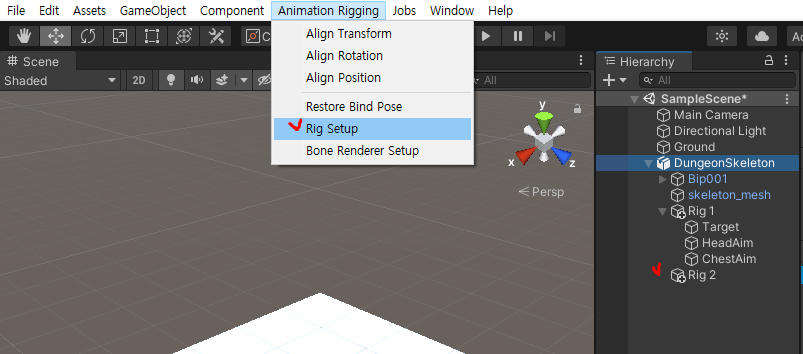 File Edit Assets GameObject Component Animation Rigging Jobs Window Help
Align Transform
Align Rotation
Align Position
Restore Bind Pose
Rig Setup
Bone Renderer Setup
Scene
Shaded
2D
All
y
x
z
Persp
Hierarchy
All
SampleScene*
Main Camera
Directional Light
Ground
DungeonSkeleton
Bip001
skeleton_mesh
Rig 1
Target
HeadAim
ChestAim
Rig 2